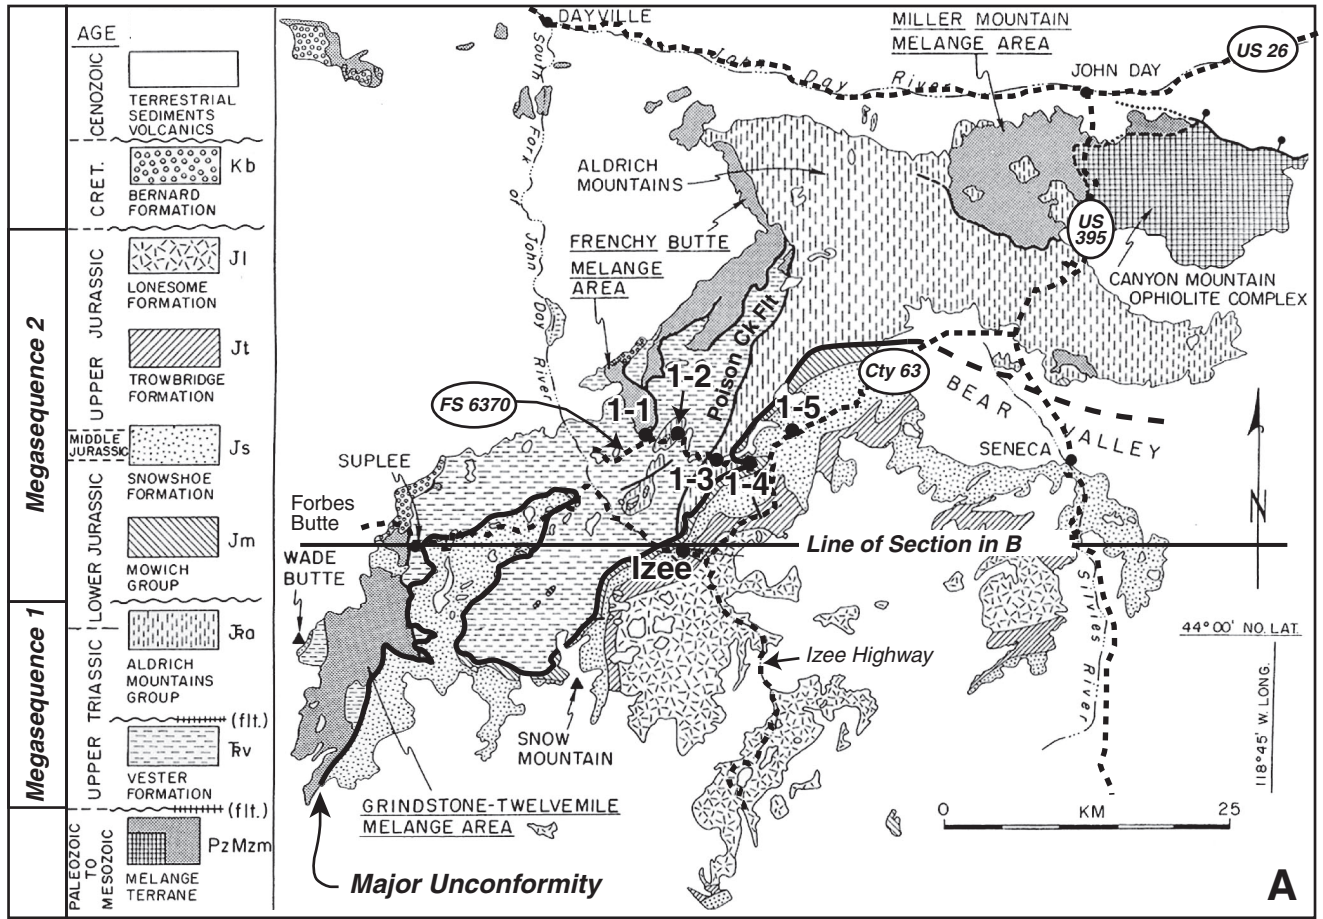 AGE
CENOZOIC
TERRESTRIAL
SEDIMENTS
VOLCANICS
CRET.
Kb
BERNARD
FORMATION
Megasequence 2
UPPER JURASSIC
Jl
LONESOME
FORMATION
Jt
TROWBRIDGE
FORMATION
MIDDLE
JURASSIC
Js
SNOWSHOE
FORMATION
LOWER JURASSIC
Jm
MOWICH
GROUP
Megasequence 1
UPPER TRIASSIC
JTRa
ALDRICH
MOUNTAINS
GROUP
(flt.)
TRv
VESTER
FORMATION
(flt.)
PALEOZOIC
TO
MESOZOIC
PzMzm
MELANGE
TERRANE
DAYVILLE
South Fork of John Day River
John Day River
MILLER MOUNTAIN
MELANGE AREA
US 26
JOHN DAY
ALDRICH
MOUNTAINS
US
395
FRENCHY BUTTE
MELANGE
AREA
CANYON MOUNTAIN
OPHIOLITE COMPLEX
Poison Ck Flt
1-2
Cty 63
FS 6370
1-1
1-5
BEAR
VALLEY
SENECA
SUPLEE
1-3
1-4
N
Forbes
Butte
Line of Section in B
WADE
BUTTE
Izee
Silvies River
44°00' NO. LAT.
Izee Highway
118°45' W. LONG.
SNOW
MOUNTAIN
GRINDSTONE-TWELVEMILE
MELANGE AREA
0
KM
25
Major Unconformity
A